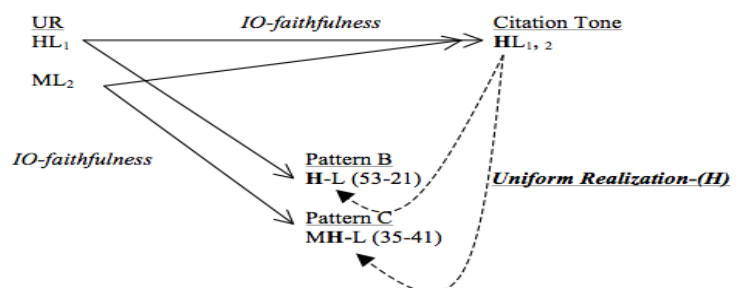 UR IO-faithfulness Citation Tone
HL1 HL1, 2
ML2
IO-faithfulness
Pattern B
H-L (53-21) Uniform Realization-(H)
Pattern C
MH-L (35-41)